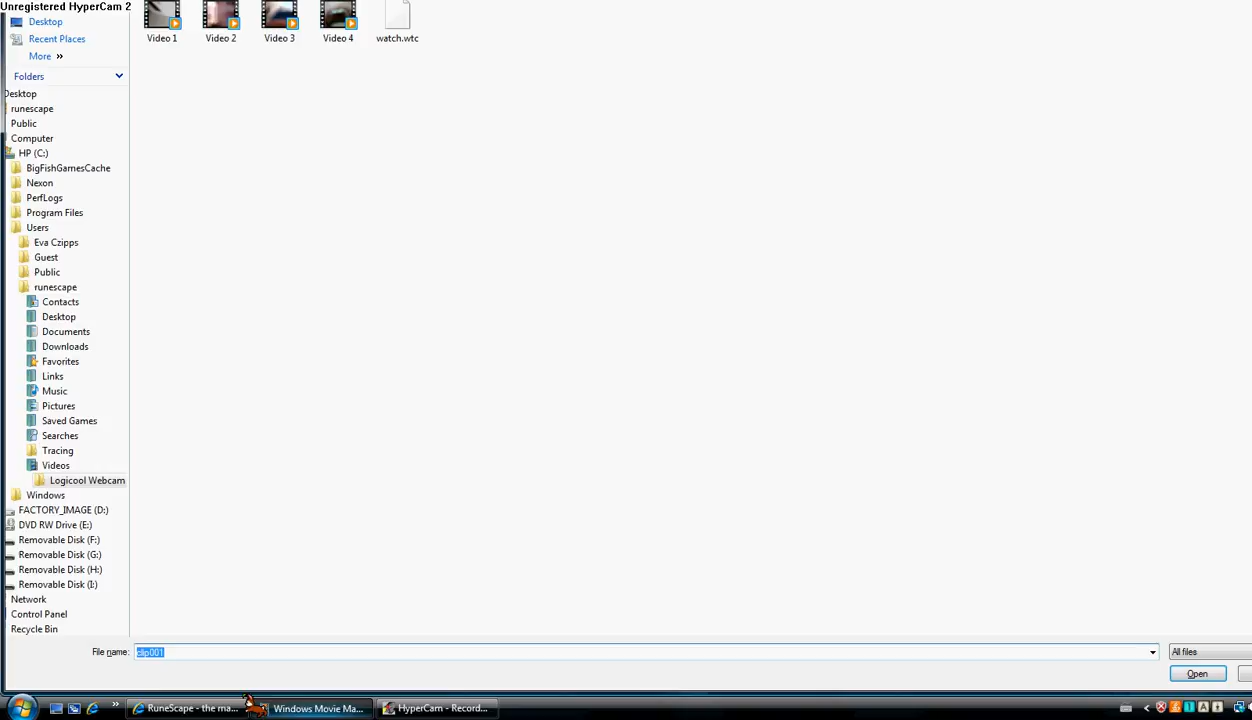 Unregistered HyperCam 2
Desktop
Recent Places
More »
Folders
Desktop
runescape
Public
Computer
HP (C:)
BigFishGamesCache
Nexon
PerfLogs
Program Files
Users
Eva Czipps
Guest
Public
runescape
Contacts
Desktop
Documents
Downloads
Favorites
Links
Music
Pictures
Saved Games
Searches
Tracing
Videos
Logicool Webcam
Windows
FACTORY_IMAGE (D:)
DVD RW Drive (E:)
Removable Disk (F:)
Removable Disk (G:)
Removable Disk (H:)
Removable Disk (I:)
Network
Control Panel
Recycle Bin
Video 1 Video 2 Video 3 Video 4 watch.wtc
File name: clip001 All files
Open
RuneScape - the ma... Windows Movie Ma... HyperCam - Record...